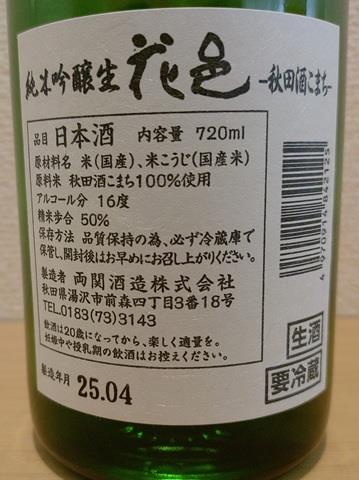 純米吟醸生 花邑 -秋田酒こまち-
品目 日本酒 内容量 720ml
原材料名 米(国産)、米こうじ(国産米)
原料米 秋田酒こまち100%使用
アルコール分 16度
精米歩合 50%
保存方法 品質保持の為、必ず冷蔵庫で
保管し、開封後はお早めにお召し上がりください。
製造者 両関酒造株式会社
秋田県湯沢市前森四丁目3番18号
TEL.0183(73)3143
飲酒は20歳になってから、楽しく適量を。
妊娠中や授乳期の飲酒はお控えください。
製造年月 25.04
4970914842125
生酒
要冷蔵